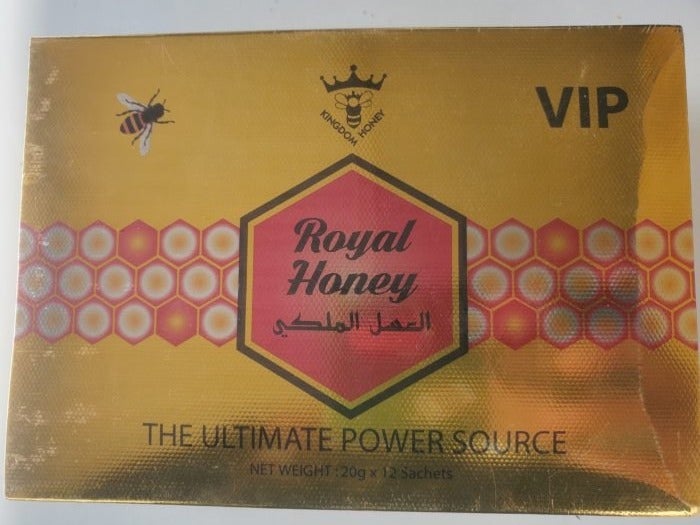 KINGDOM HONEY
VIP
Royal
Honey
العسل الملكي
THE ULTIMATE POWER SOURCE
NET WEIGHT : 20g x 12 Sachets